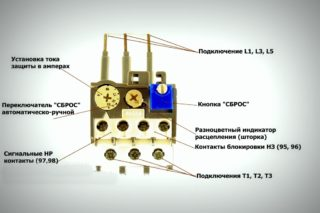 Подключение L1, L3, L5
Установка тока
защиты в амперах
Переключатель "СБРОС"
автоматическо-ручной
Кнопка "СБРОС"
Разноцветный индикатор
расцепления (шторка)
Контакты блокировки НЗ (95, 96)
Сигнальные НР
контакты (97,98)
Подключения T1, T2, T3